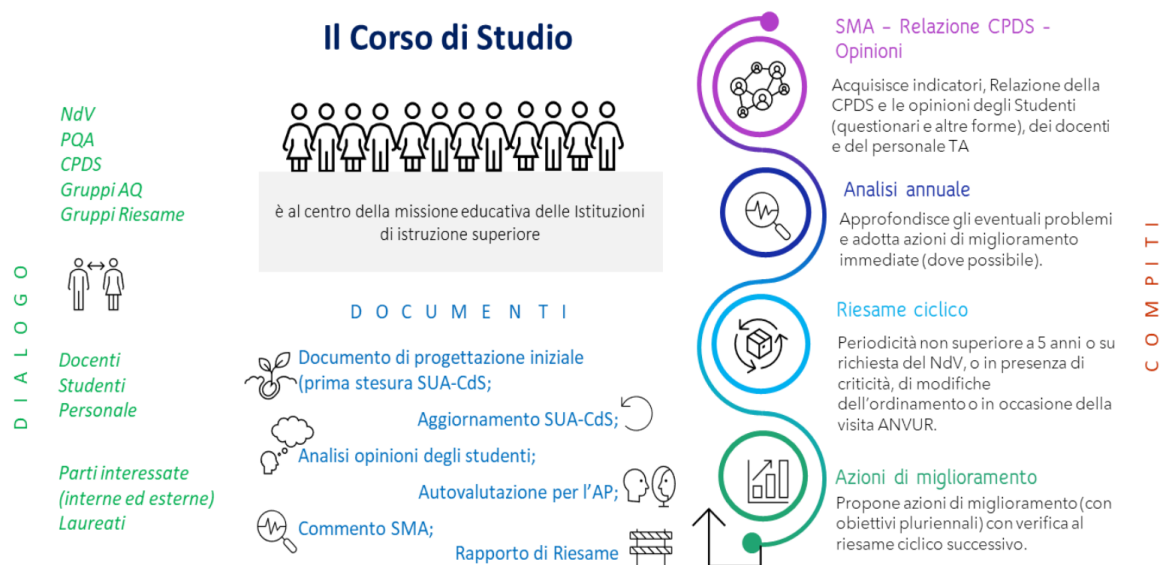 Il Corso di Studio
NdV
PQA
CPDS
Gruppi AQ
Gruppi Riesame
DIALOGO
Docenti
Studenti
Personale
Parti interessate
(interne ed esterne)
Laureati
è al centro della missione educativa delle Istituzioni
di istruzione superiore
DOCUMENTI
Documento di progettazione iniziale
(prima stesura SUA-CdS;
Aggiornamento SUA-CdS;
Analisi opinioni degli studenti;
Autovalutazione per l'AP;
Commento SMA;
Rapporto di Riesame
SMA – Relazione CPDS -
Opinioni
Acquisisce indicatori, Relazione della
CPDS e le opinioni degli Studenti
(questionari e altre forme), dei docenti
e del personale TA
Analisi annuale
Approfondisce gli eventuali problemi
e adotta azioni di miglioramento
immediate (dove possibile).
Riesame ciclico
Periodicità non superiore a 5 anni o su
richiesta del NdV, o in presenza di
criticità, di modifiche
dell'ordinamento o in occasione della
visita ANVUR.
Azioni di miglioramento
Propone azioni di miglioramento (con
obiettivi pluriennali) con verifica al
riesame ciclico successivo.
COMPITI